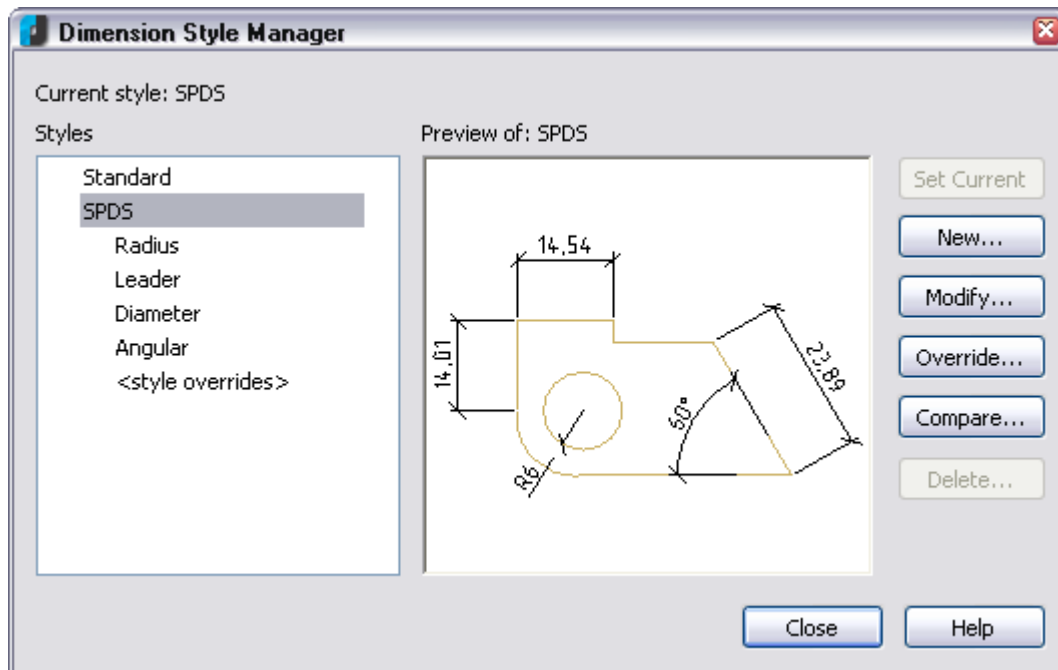 Dimension Style Manager
Current style: SPDS
Styles
Preview of: SPDS
Standard
SPDS
Radius
Leader
Diameter
Angular
<style overrides>
14,54
14,01
23,89
60°
R6
Set Current
New...
Modify...
Override...
Compare...
Delete...
Close
Help